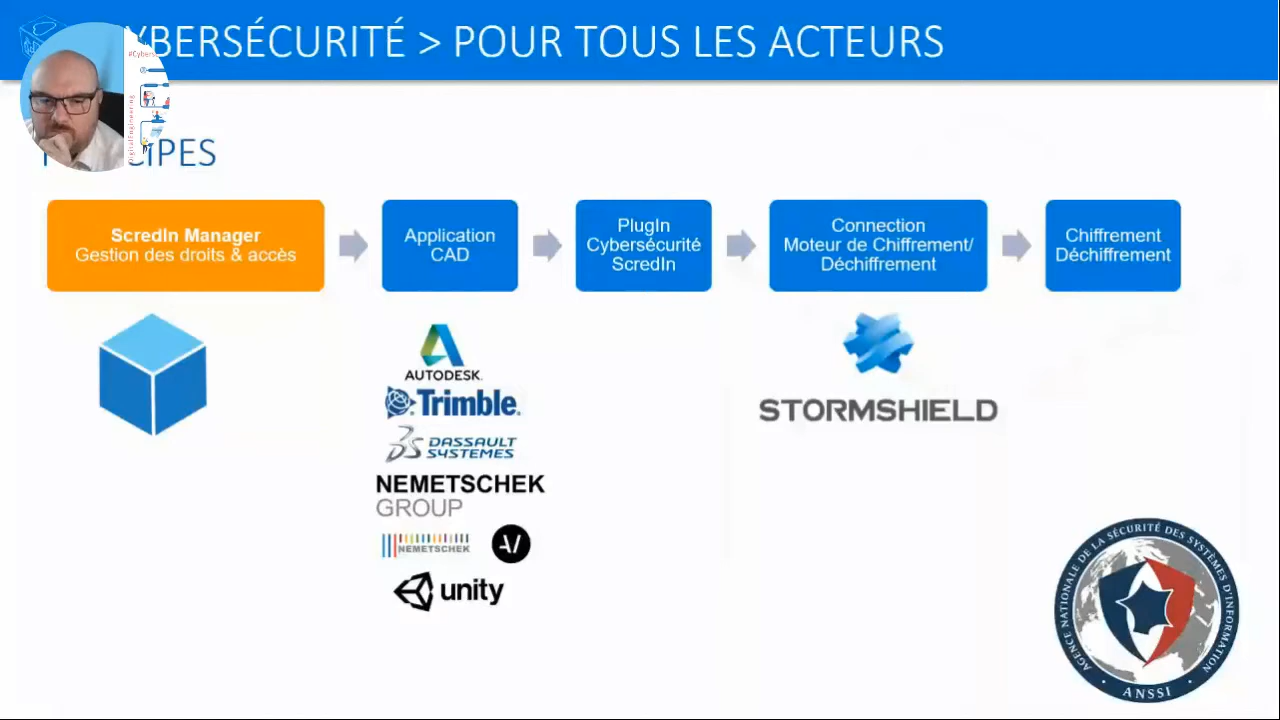 YBERSÉCURITÉ > POUR TOUS LES ACTEURS
#Cybers
DigitalEngineering
CIPES
ScredIn Manager
Gestion des droits & accès
Application
CAD
PlugIn
Cybersécurité
ScredIn
Connection
Moteur de Chiffrement/
Déchiffrement
Chiffrement
Déchiffrement
AUTODESK.
Trimble.
DASSAULT
SYSTEMES
NEMETSCHEK
GROUP
NEMETSCHEK
unity
STORMSHIELD
AGENCE NATIONALE DE LA SÉCURITÉ DES SYSTÈMES D'INFORMATION
ANSSI